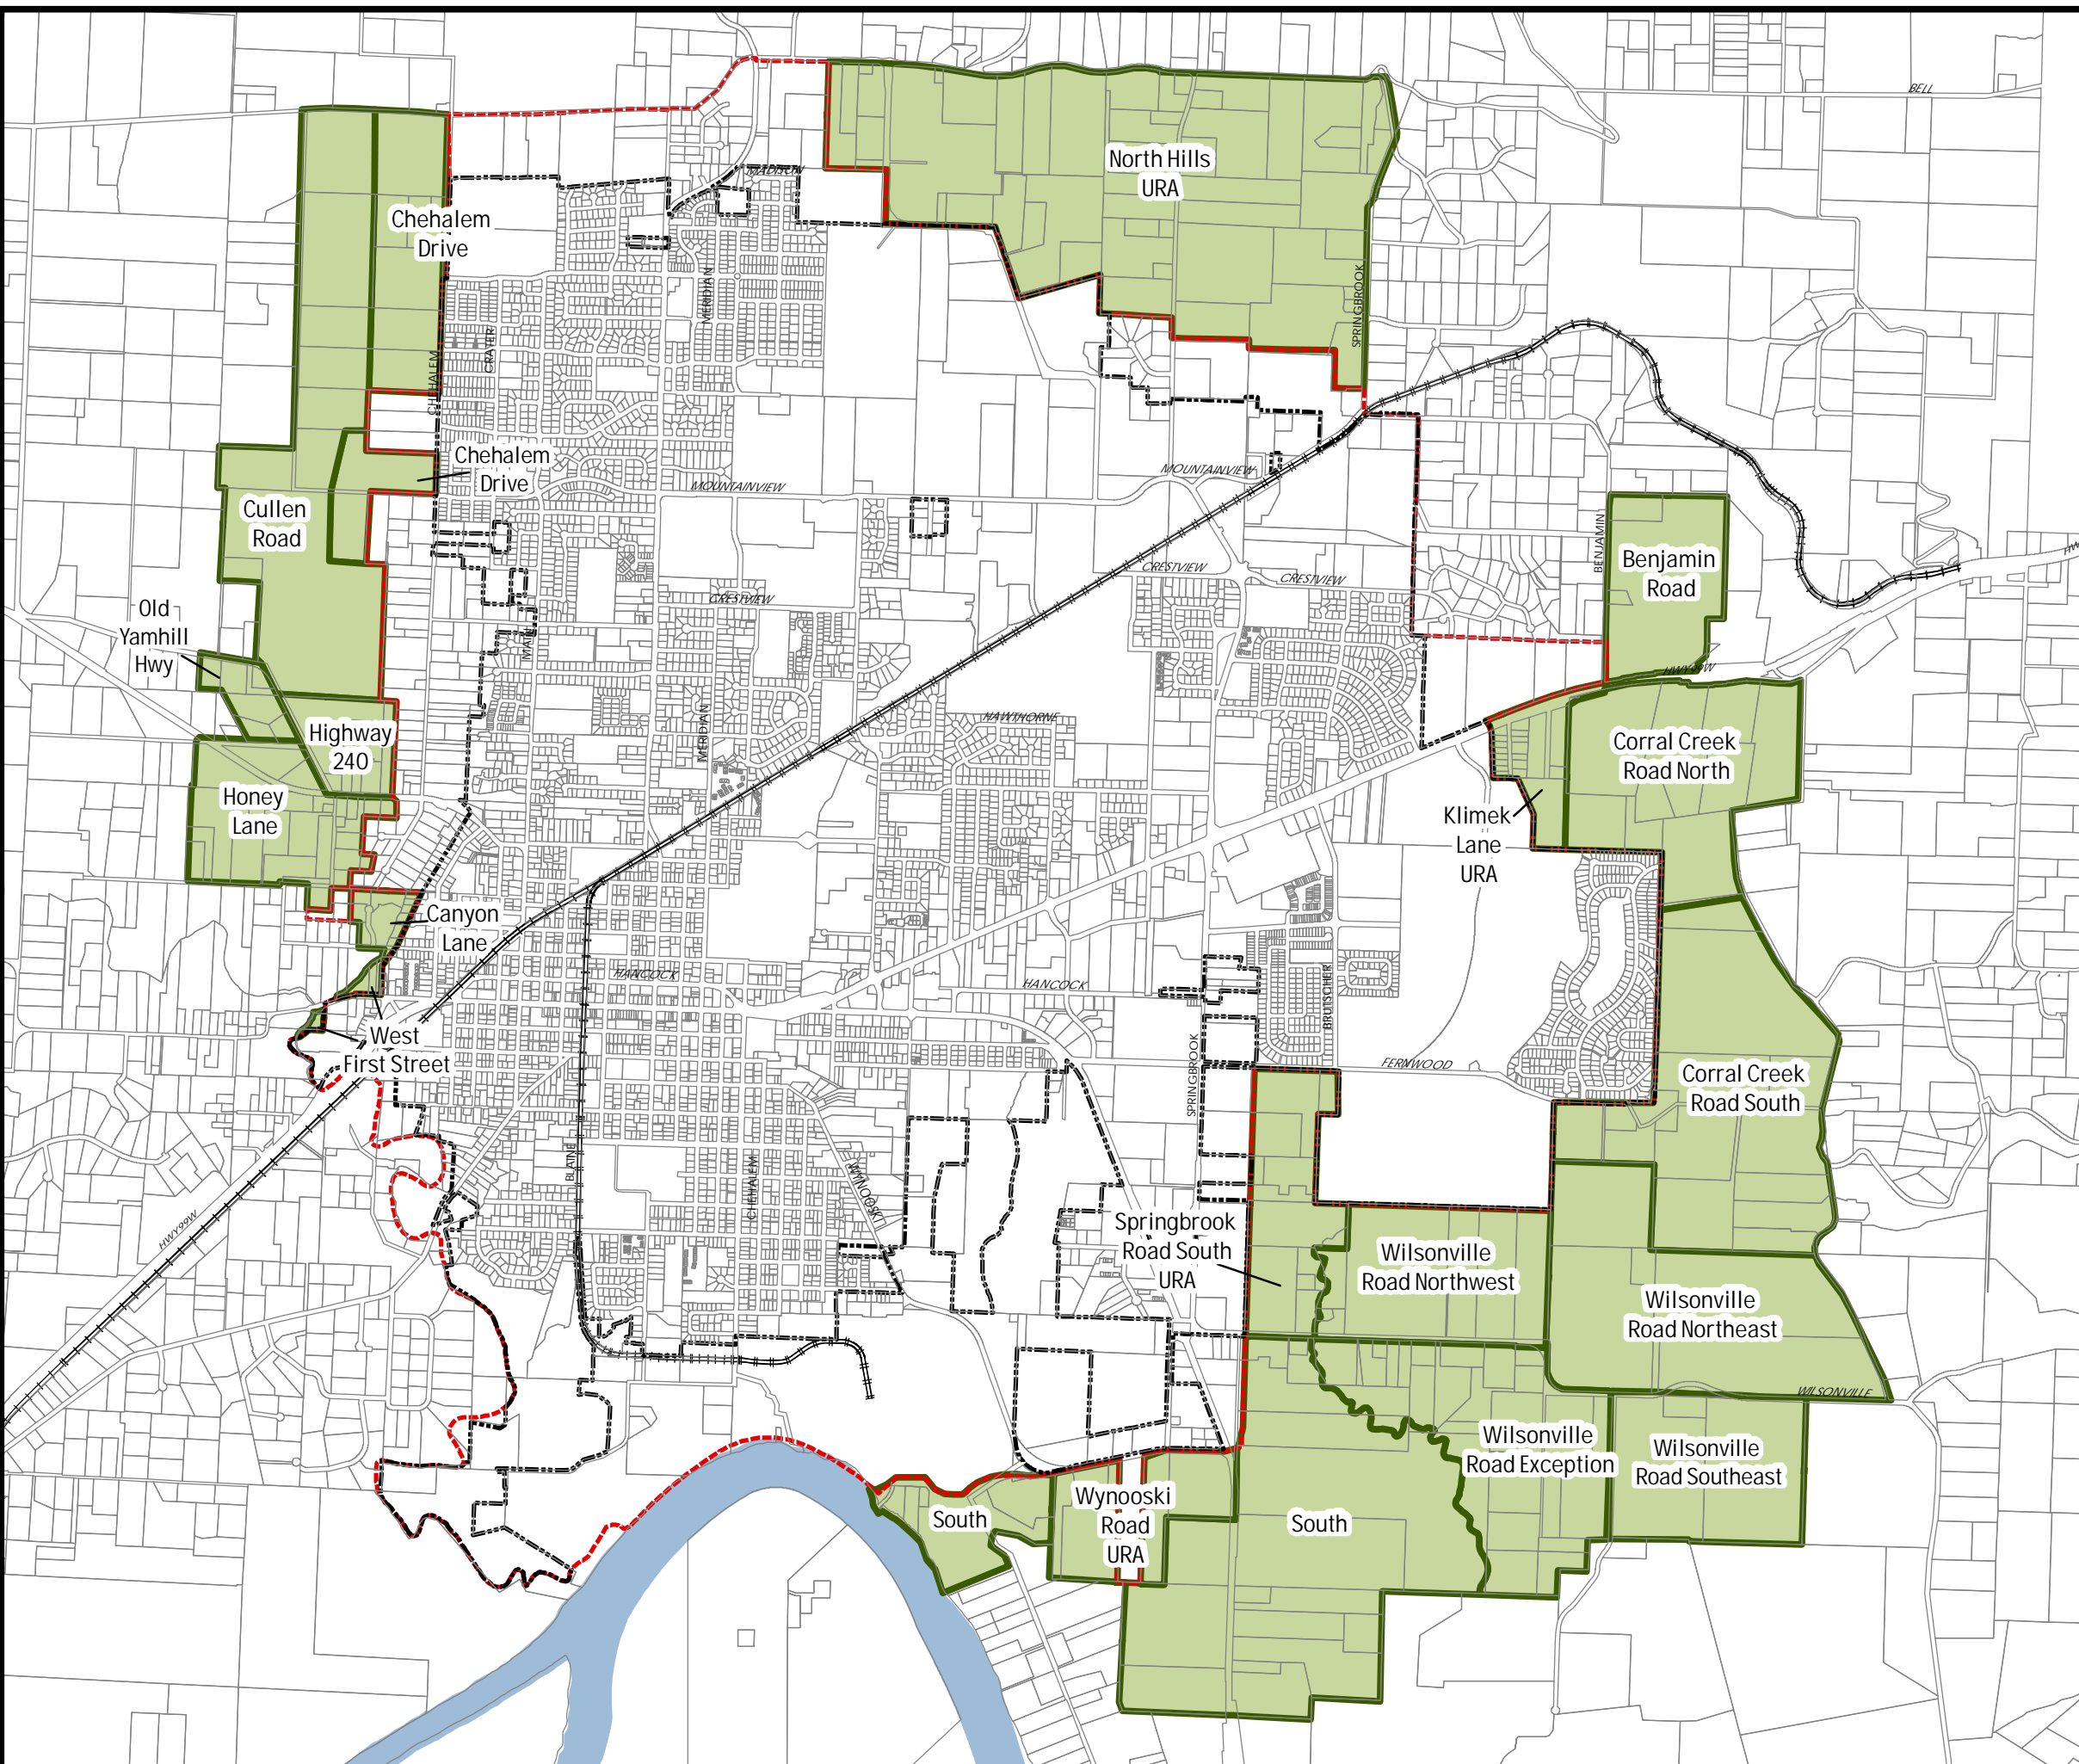 BELL
MADISON
North Hills
URA
Chehalem
Drive
MERIDIAN
SPRINGBROOK
CRATER
CHEHALEM
Chehalem
Drive
MOUNTAINVIEW
MOUNTAINVIEW
Cullen
Road
BENJAMIN
Benjamin
Road
CRESTVIEW
CRESTVIEW
CRESTVIEW
Old
Yamhill
Hwy
MAIN
HWY99W
MERIDIAN
HAWTHORNE
Highway
240
Corral Creek
Road North
Honey
Lane
Klimek
Lane
URA
Canyon
Lane
HANCOCK
HANCOCK
BRUTSCHER
West
First Street
SPRINGBROOK
FERNWOOD
Corral Creek
Road South
BLAINE
CHEHALEM
WYNOOSKI
HWY99W
Springbrook
Road South
URA
Wilsonville
Road Northwest
Wilsonville
Road Northeast
WILSONVILLE
Wilsonville
Road Exception
Wilsonville
Road Southeast
South
Wynooski
Road
URA
South